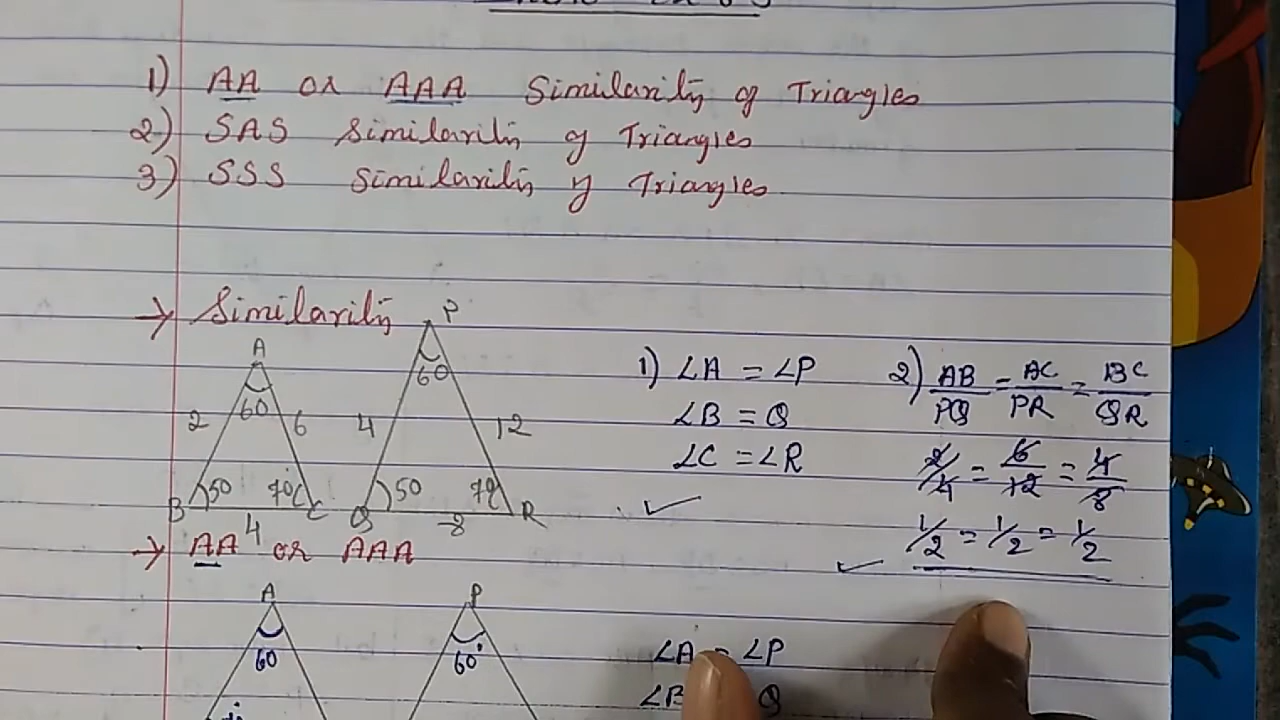 1) AA or AAA Similarity of Triangles
2) SAS Similarity of Triangles
3) SSS Similarity of Triangles
→ Similarity
A
60
2
6
B
50
70
C
4
P
60
4
12
Q
50
70
R
8
1) ∠A = ∠P
∠B = Q
∠C = ∠R
✓
2) AB/PQ = AC/PR = BC/QR
2/4 = 6/12 = 4/8
1/2 = 1/2 = 1/2
✓
→ AA or AAA
A
60
P
60°
∠A = ∠P
∠B Q